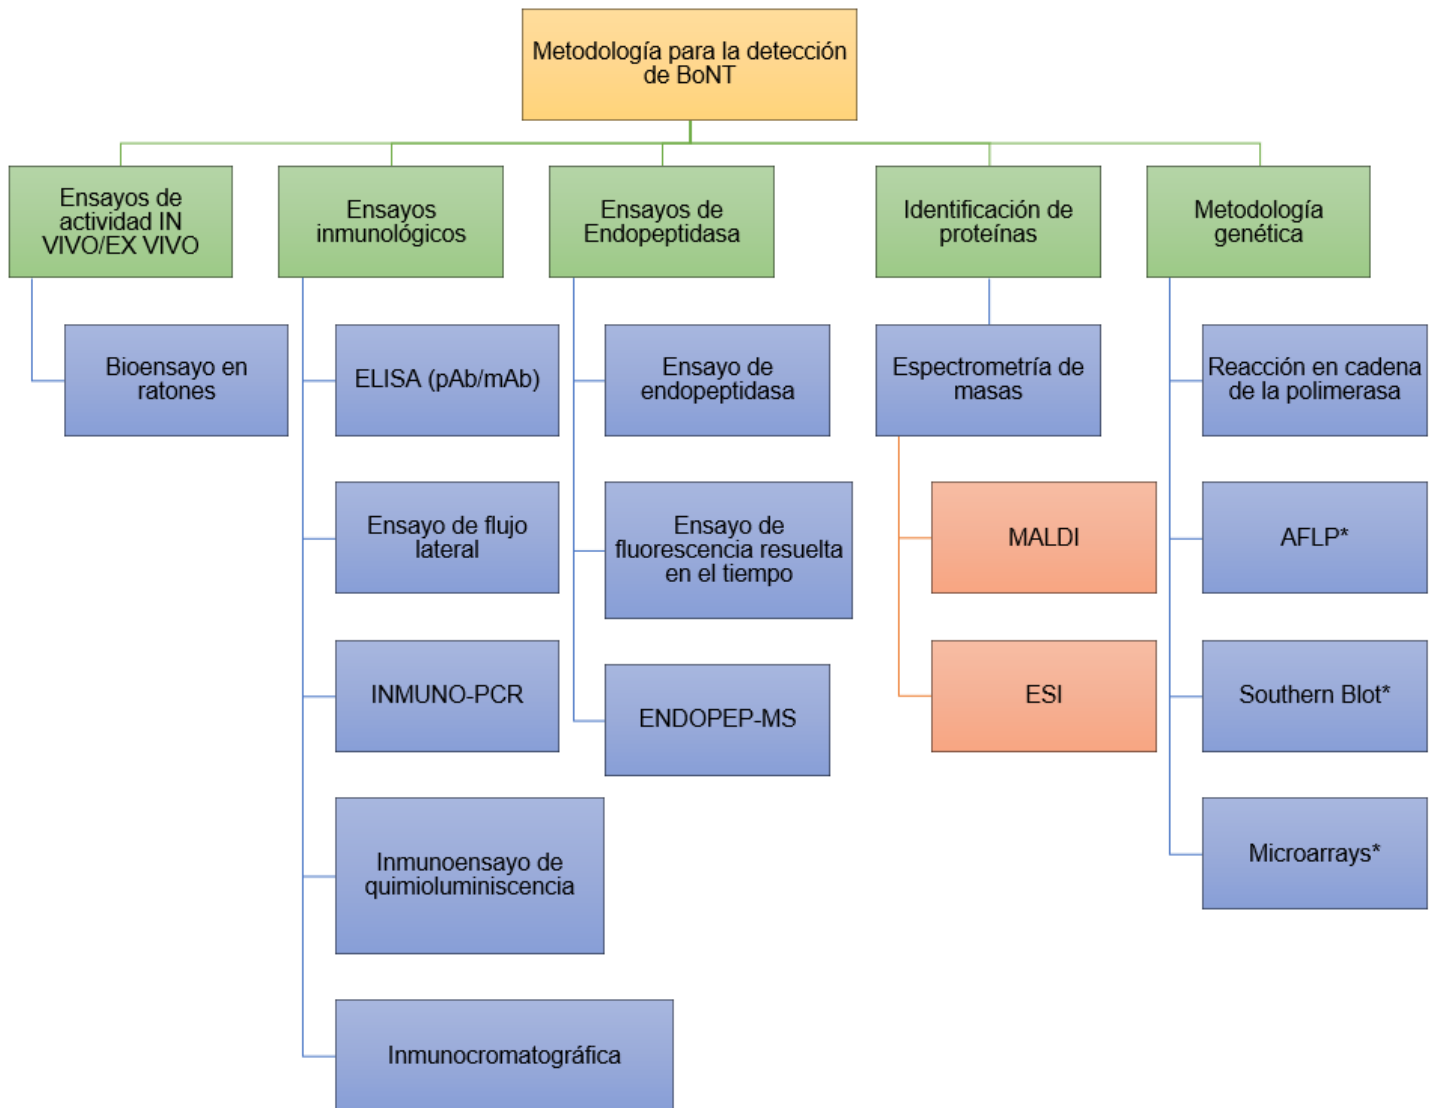 Metodología para la detección
de BoNT
Ensayos de
actividad IN
VIVO/EX VIVO
Ensayos
inmunológicos
Ensayos de
Endopeptidasa
Identificación de
proteínas
Metodología
genética
Bioensayo en
ratones
ELISA (pAb/mAb)
Ensayo de
endopeptidasa
Espectrometría de
masas
Reacción en cadena
de la polimerasa
Ensayo de flujo
lateral
Ensayo de
fluorescencia resuelta
en el tiempo
MALDI
AFLP*
INMUNO-PCR
ENDOPEP-MS
ESI
Southern Blot*
Inmunoensayo de
quimioluminiscencia
Microarrays*
Inmunocromatográfica